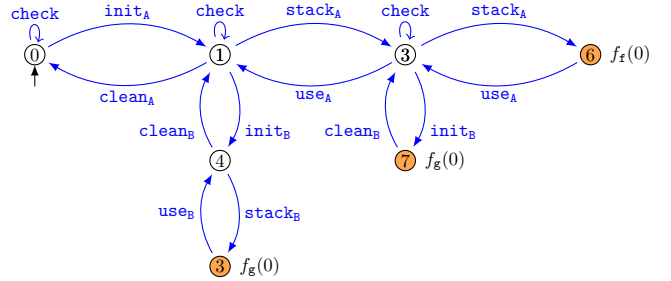 check check check
init_A stack_A stack_A
0 1 3 6 f_f(0)
clean_A use_A use_A
clean_B init_B clean_B init_B
4 7 f_g(0)
use_B stack_B
3 f_g(0)